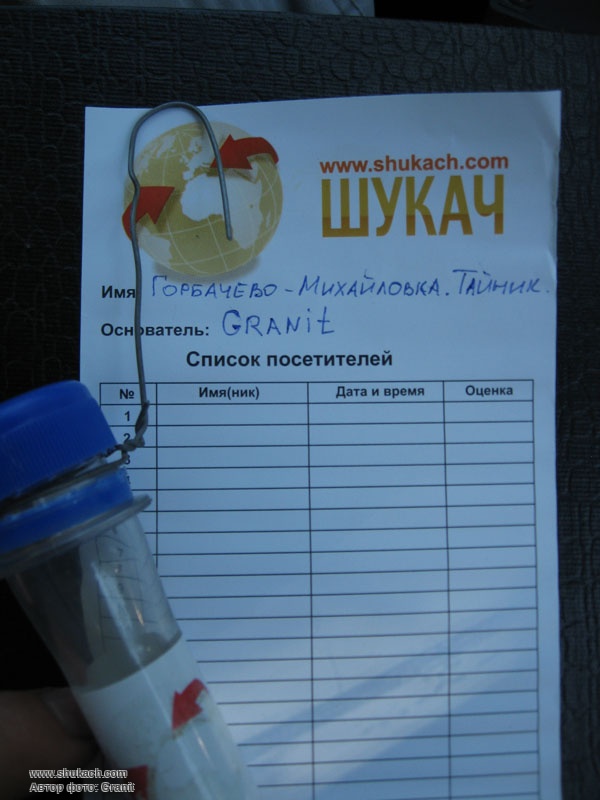 www.shukach.com
ШУКАЧ
Имя ГОРБАЧЕВО-МИХАЙЛОВКА. ТАЙНИК.
Основатель: GRANit
Список посетителей
№ Имя(ник) Дата и время Оценка
1
2
3
www.shukach.com
Автор фото: Granit